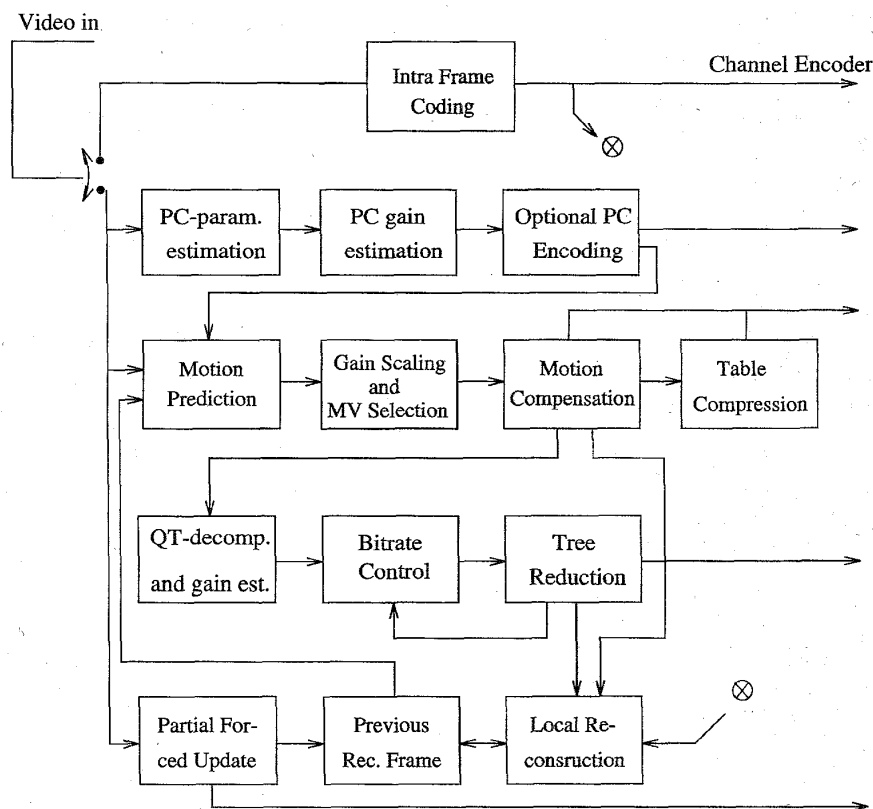 Video in
Intra Frame
Coding
Channel Encoder
PC-param.
estimation
PC gain
estimation
Optional PC
Encoding
Motion
Prediction
Gain Scaling
and
MV Selection
Motion
Compensation
Table
Compression
QT-decomp.
and gain est.
Bitrate
Control
Tree
Reduction
Partial For-
ced Update
Previous
Rec. Frame
Local Re-
consruction